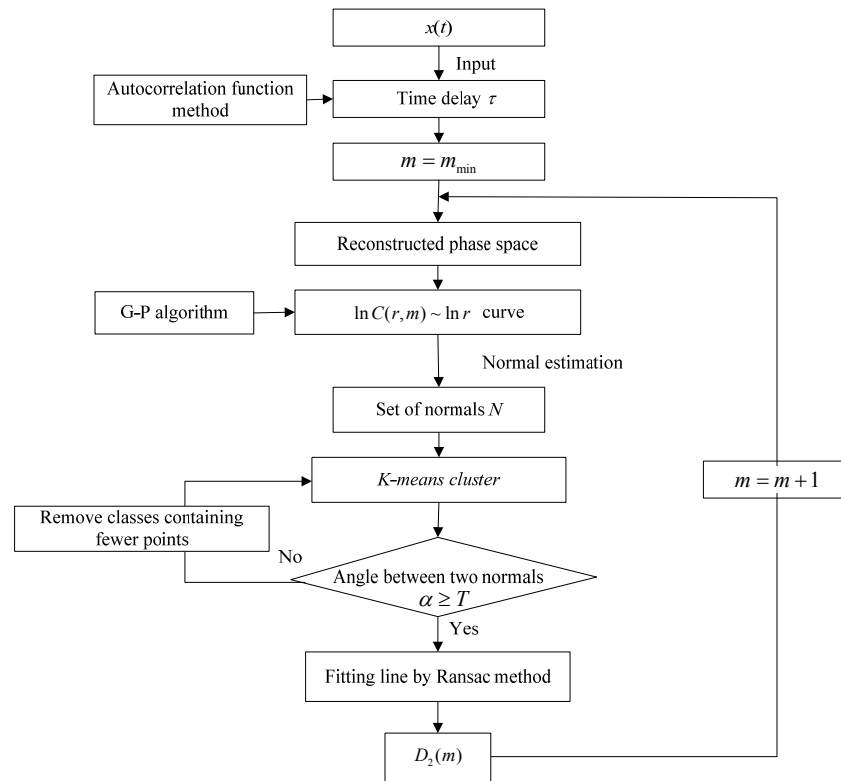 x(t)
Input
Autocorrelation function
method
Time delay τ
m = m_min
Reconstructed phase space
G-P algorithm
ln C(r, m) ~ ln r curve
Normal estimation
Set of normals N
K-means cluster
m = m + 1
Remove classes containing
fewer points
No
Angle between two normals
α ≥ T
Yes
Fitting line by Ransac method
D₂(m)